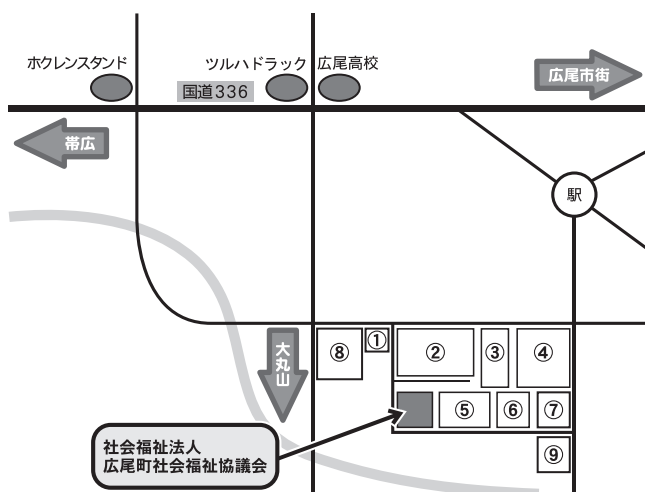 ホクレンスタンド
ツルハドラック
広尾高校
国道336
広尾市街
帯広
駅
大丸山
①
②
③
④
⑧
⑤
⑥
⑦
⑨
社会福祉法人
広尾町社会福祉協議会